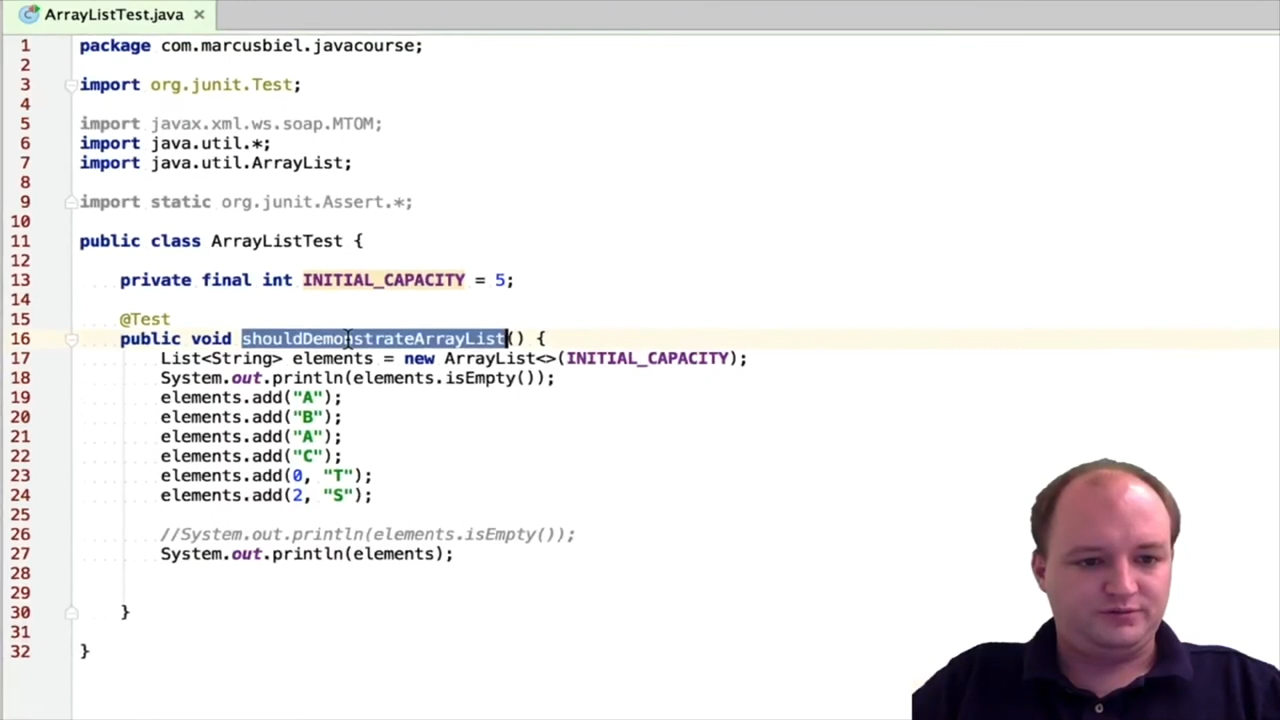 ArrayListTest.java
1 package com.marcusbiel.javacourse;
2
3 import org.junit.Test;
4
5 import javax.xml.ws.soap.MTOM;
6 import java.util.*;
7 import java.util.ArrayList;
8
9 import static org.junit.Assert.*;
10
11 public class ArrayListTest {
12
13 private final int INITIAL_CAPACITY = 5;
14
15 @Test
16 public void shouldDemonstrateArrayList() {
17 List<String> elements = new ArrayList<>(INITIAL_CAPACITY);
18 System.out.println(elements.isEmpty());
19 elements.add("A");
20 elements.add("B");
21 elements.add("A");
22 elements.add("C");
23 elements.add(0, "T");
24 elements.add(2, "S");
25
26 //System.out.println(elements.isEmpty());
27 System.out.println(elements);
28
29
30 }
31
32 }